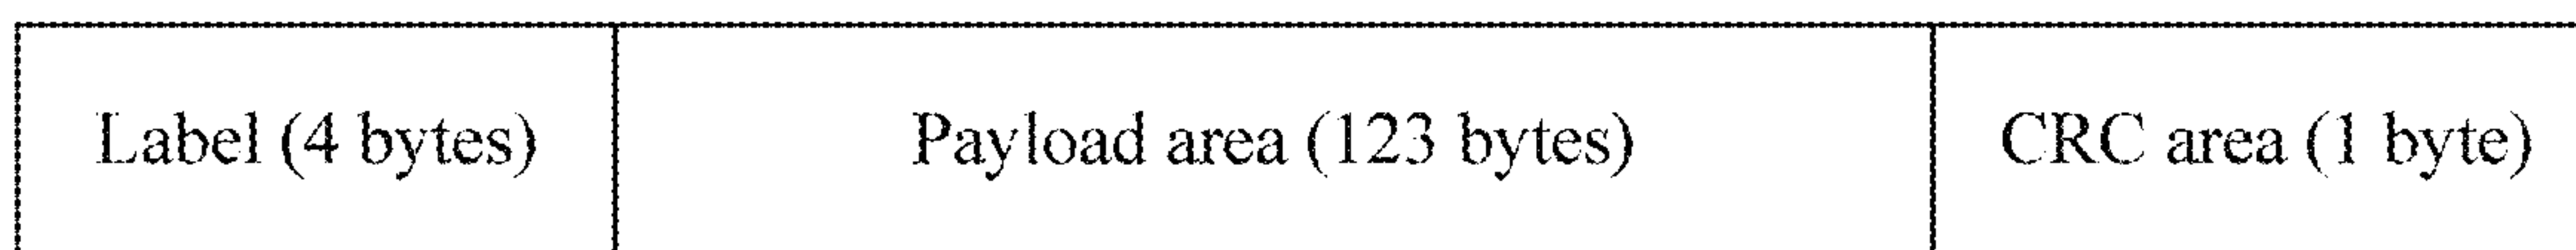 Label (4 bytes) Payload area (123 bytes) CRC area (1 byte)